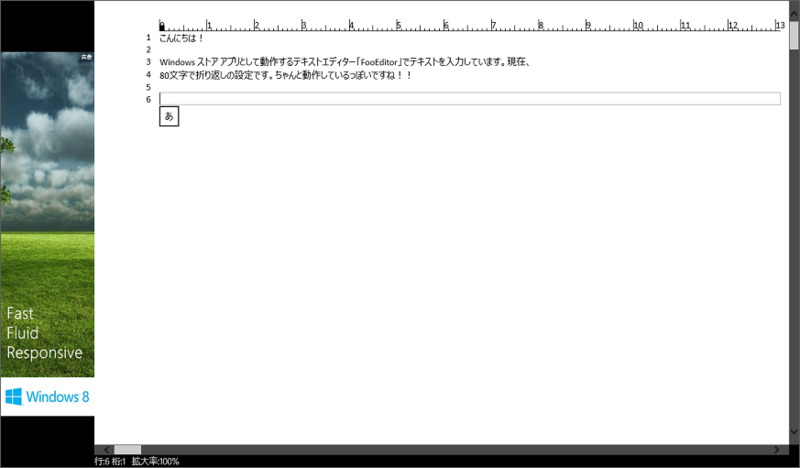 0 1 2 3 4 5 6 7 8 9 10 11 12 13
広告
1 こんにちは！
2
3 Windows ストア アプリとして動作するテキストエディター「FooEditor」でテキストを入力しています。現在、
4 80文字で折り返しの設定です。ちゃんと動作しているっぽいですね！！
5
6
あ
Fast
Fluid
Responsive
Windows 8
行:6 桁:1 拡大率:100%